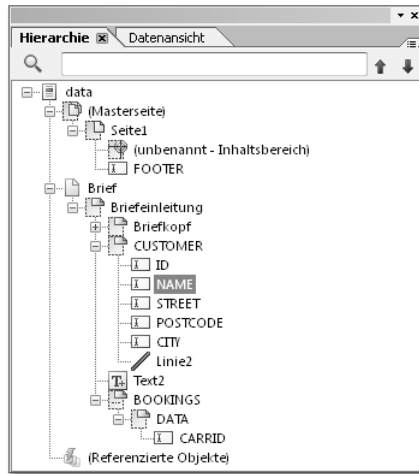 Hierarchie Datenansicht
data
(Masterseite)
Seite1
(unbenannt - Inhaltsbereich)
FOOTER
Brief
Briefeinleitung
Briefkopf
CUSTOMER
ID
NAME
STREET
POSTCODE
CITY
Linie2
Text2
BOOKINGS
DATA
CARRID
(Referenzierte Objekte)